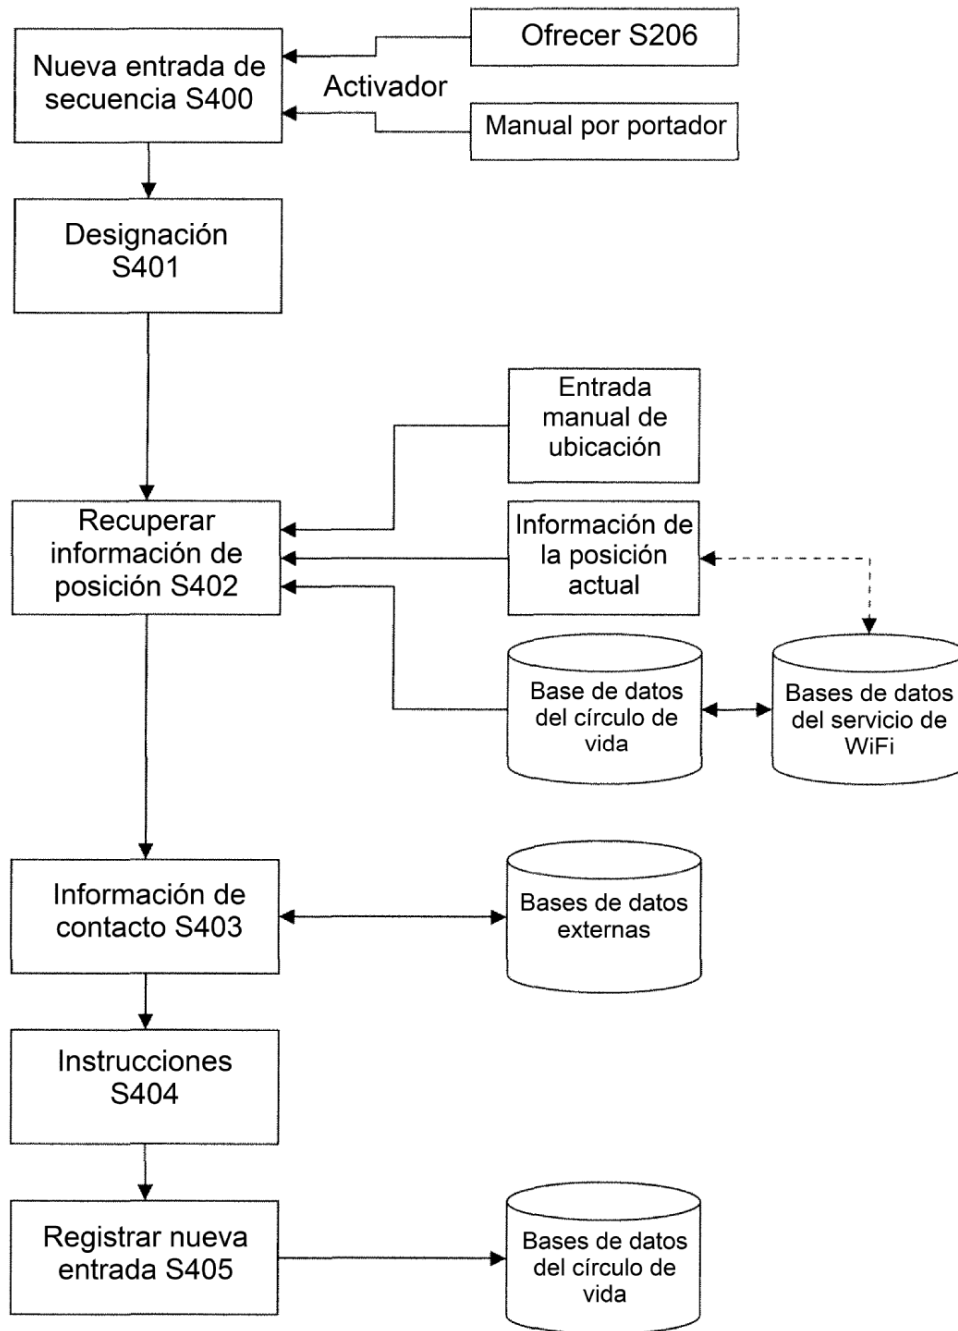 Nueva entrada de
secuencia S400
Activador
Ofrecer S206
Manual por portador
Designación
S401
Entrada
manual de
ubicación
Recuperar
información de
posición S402
Información de
la posición
actual
Base de datos
del círculo de
vida
Bases de datos
del servicio de
WiFi
Información de
contacto S403
Bases de datos
externas
Instrucciones
S404
Registrar nueva
entrada S405
Bases de datos
del círculo de
vida